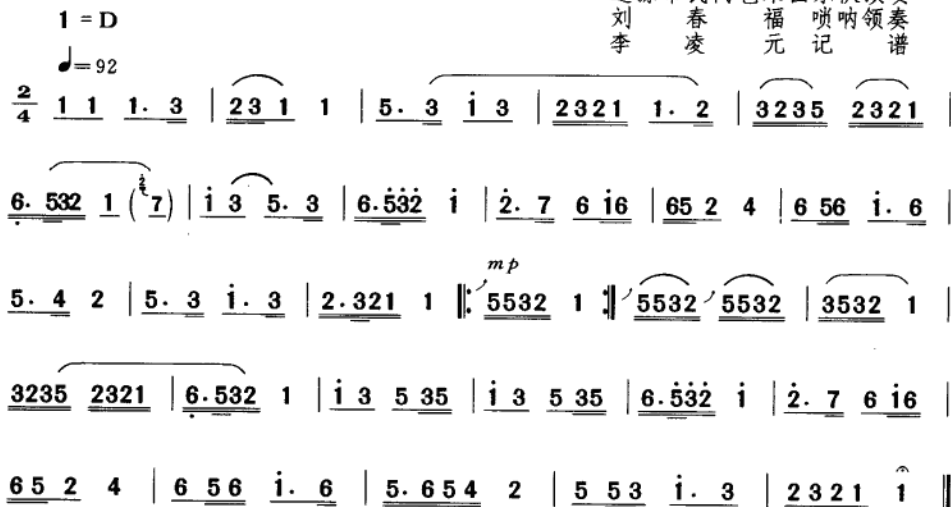 刘 春 福 唢呐领奏
1 = D
李 凌 元 记 谱
♩= 92
2/4 1 1 1· 3 | 23 1 1 | 5· 3 i 3 | 2321 1· 2 | 3235 2321 |
6· 532 1 ( 7) | i 3 5· 3 | 6·532 i | 2· 7 6 i6 | 65 2 4 | 6 56 i· 6 |
mp
5· 4 2 | 5· 3 i· 3 | 2·321 1 |: 5532 1 :| 5532 5532 | 3532 1 |
3235 2321 | 6·532 1 | i 3 5 35 | i 3 5 35 | 6·532 i | 2· 7 6 i6 |
65 2 4 | 6 56 i· 6 | 5·654 2 | 5 53 i· 3 | 2321 1 ||